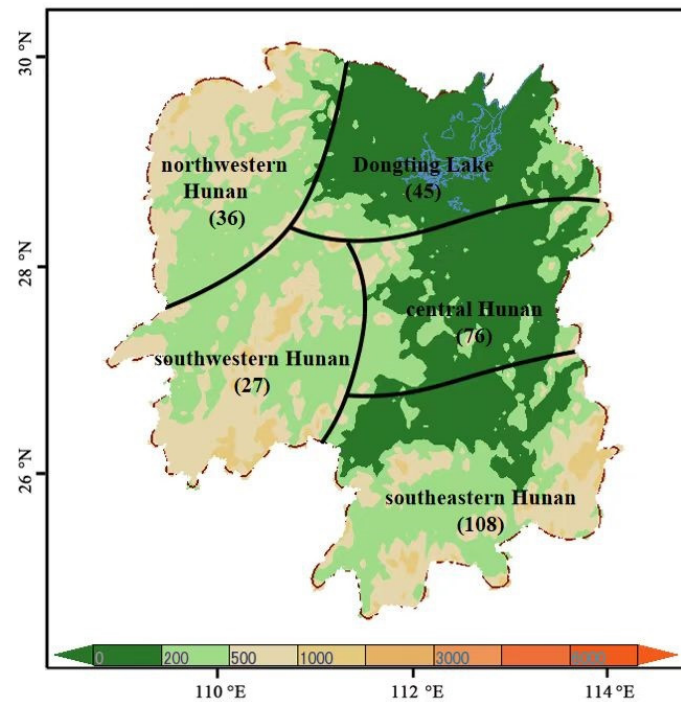 30 °N
northwestern
Hunan
(36)
Dongting Lake
(45)
28 °N
central Hunan
(76)
southwestern Hunan
(27)
26 °N
southeastern Hunan
(108)
0 200 500 1000 3000
110 °E 112 °E 114 °E